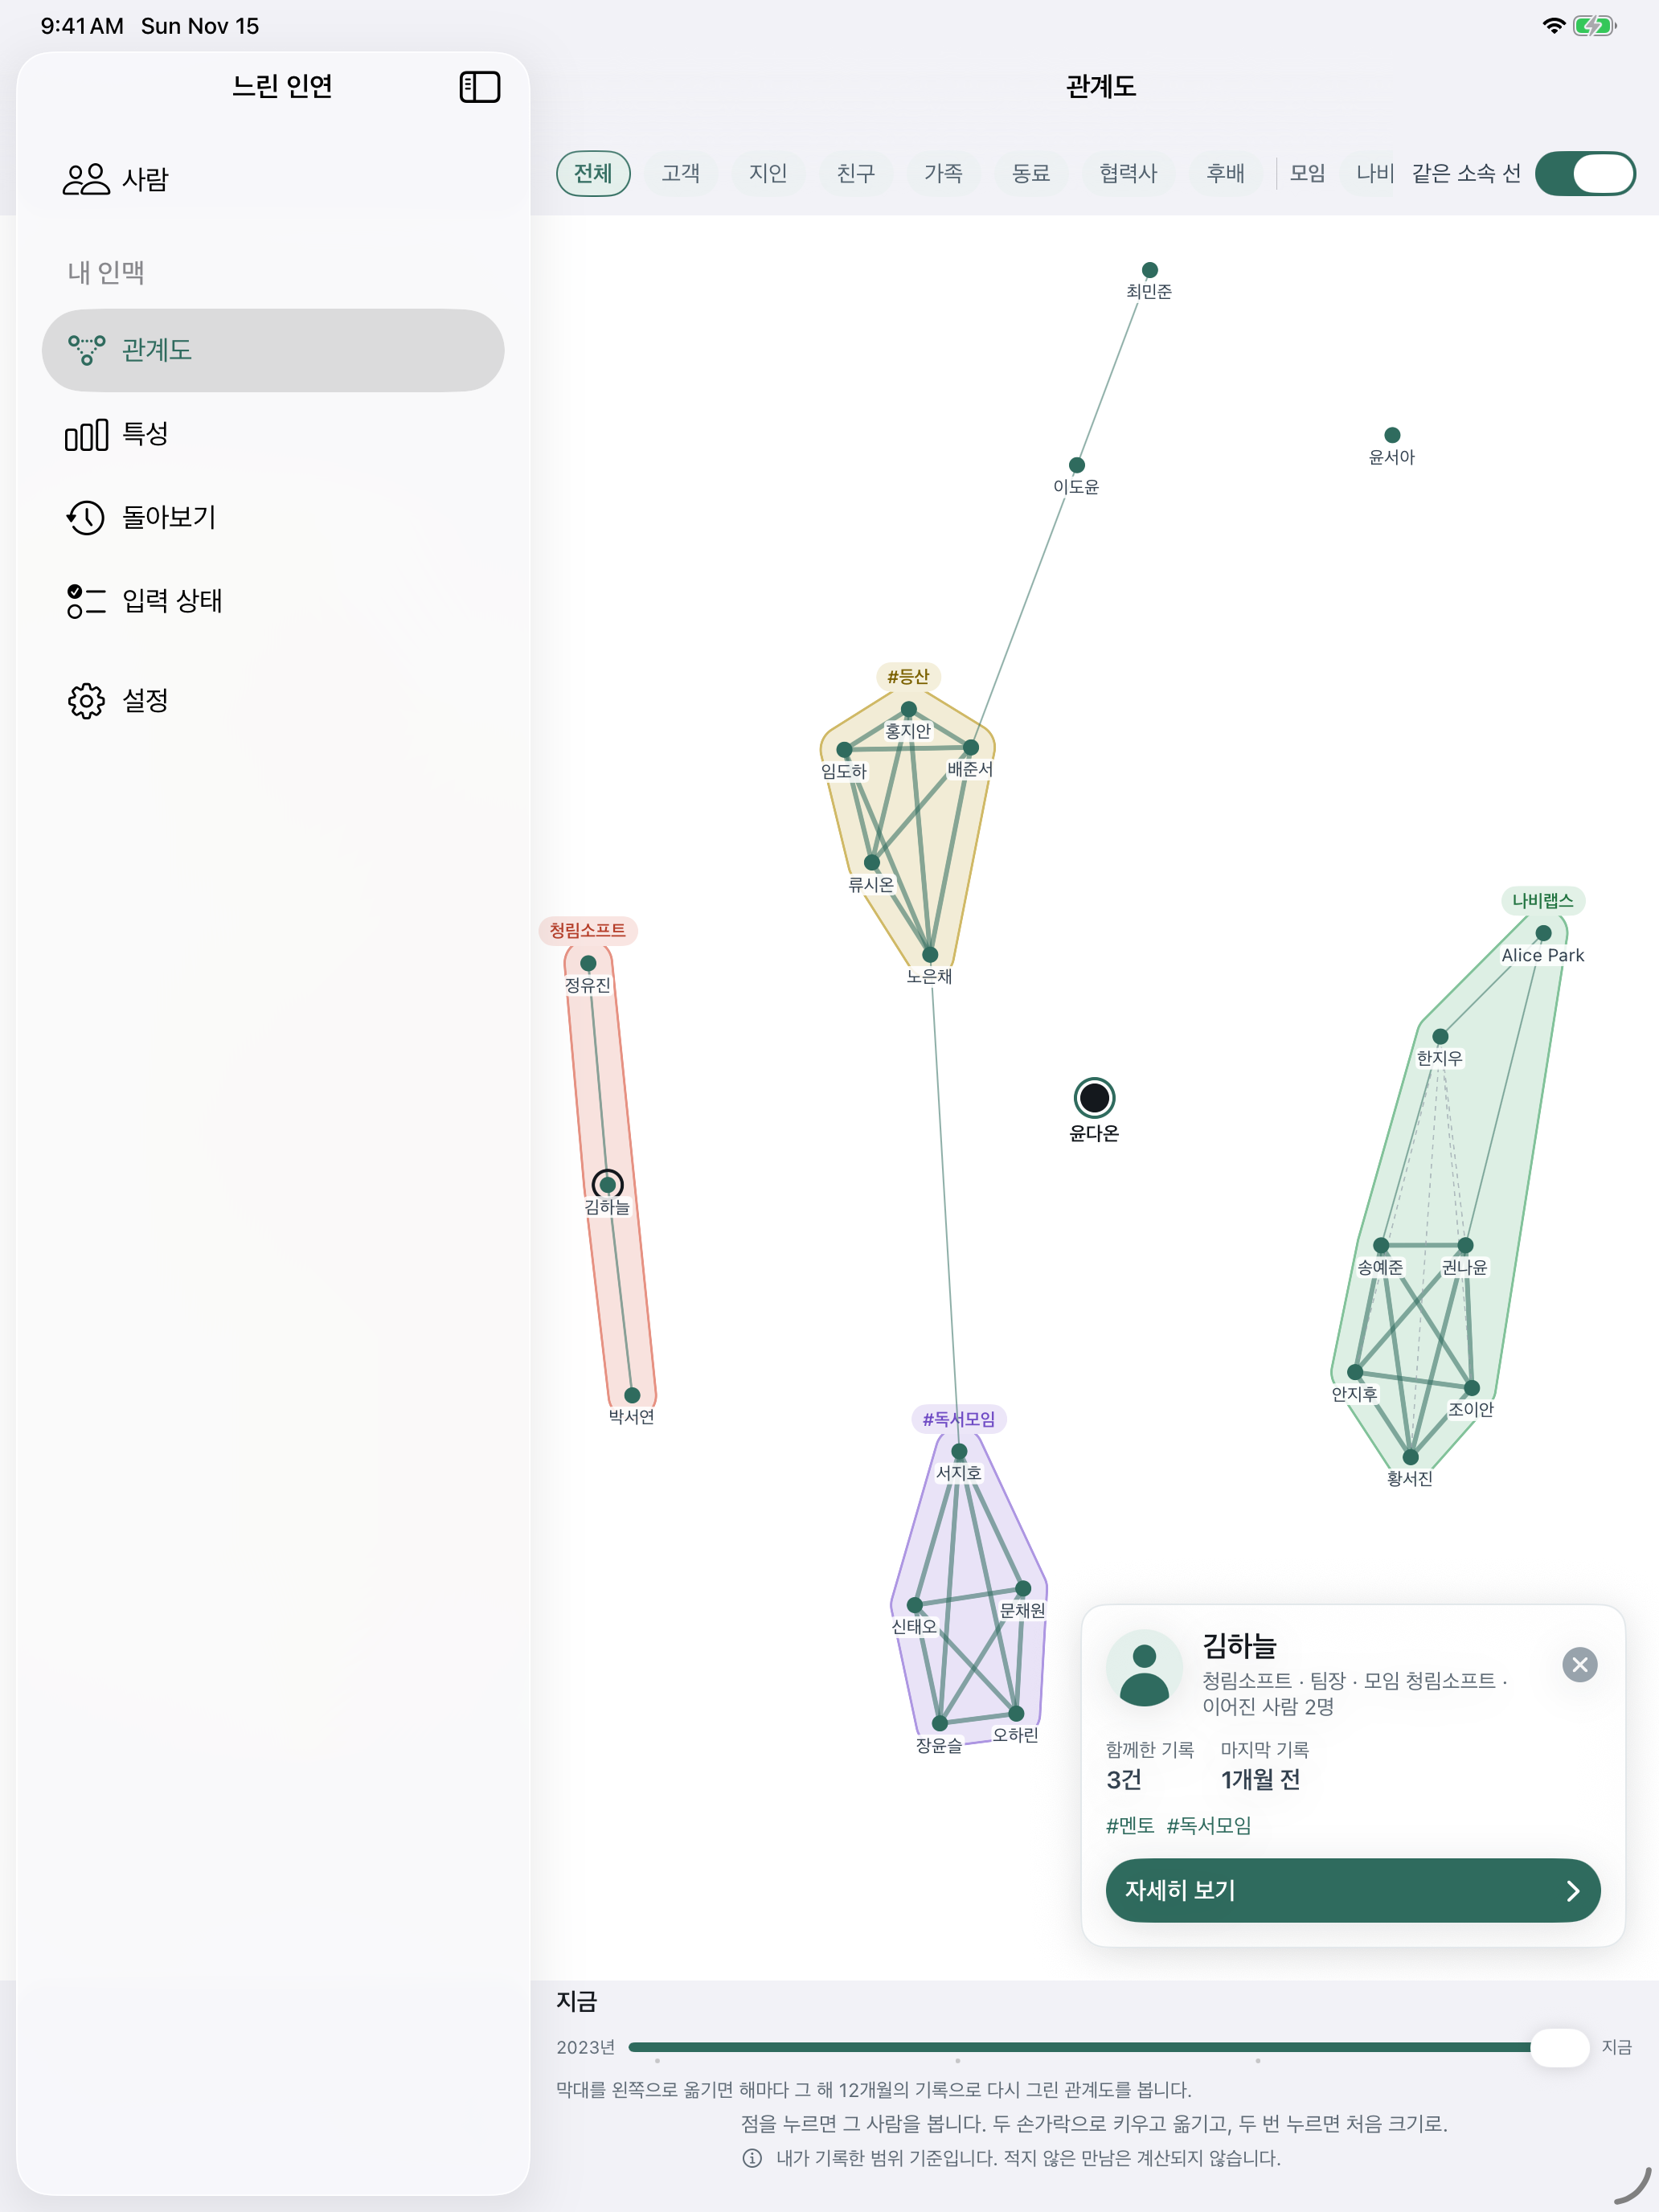 9:41 AM Sun Nov 15
느린 인연
사람
내 인맥
관계도
특성
돌아보기
입력 상태
설정
관계도
전체 고객 지인 친구 가족 동료 협력사 후배 모임 나비 같은 소속 선
최민준
윤서아
이도윤
#등산
홍지안
임도하
배준서
류시온
노은채
청림소프트
정유진
김하늘
박서연
나비랩스
Alice Park
한지우
송예준
권나윤
안지후
조이안
황서진
윤다온
#독서모임
서지호
문채원
신태오
오하린
장윤슬
김하늘
청림소프트 · 팀장 · 모임 청림소프트 ·
이어진 사람 2명
함께한 기록 마지막 기록
3건 1개월 전
#멘토 #독서모임
자세히 보기
지금
2023년 지금
막대를 왼쪽으로 옮기면 해마다 그 해 12개월의 기록으로 다시 그린 관계도를 봅니다.
점을 누르면 그 사람을 봅니다. 두 손가락으로 키우고 옮기고, 두 번 누르면 처음 크기로.
내가 기록한 범위 기준입니다. 적지 않은 만남은 계산되지 않습니다.